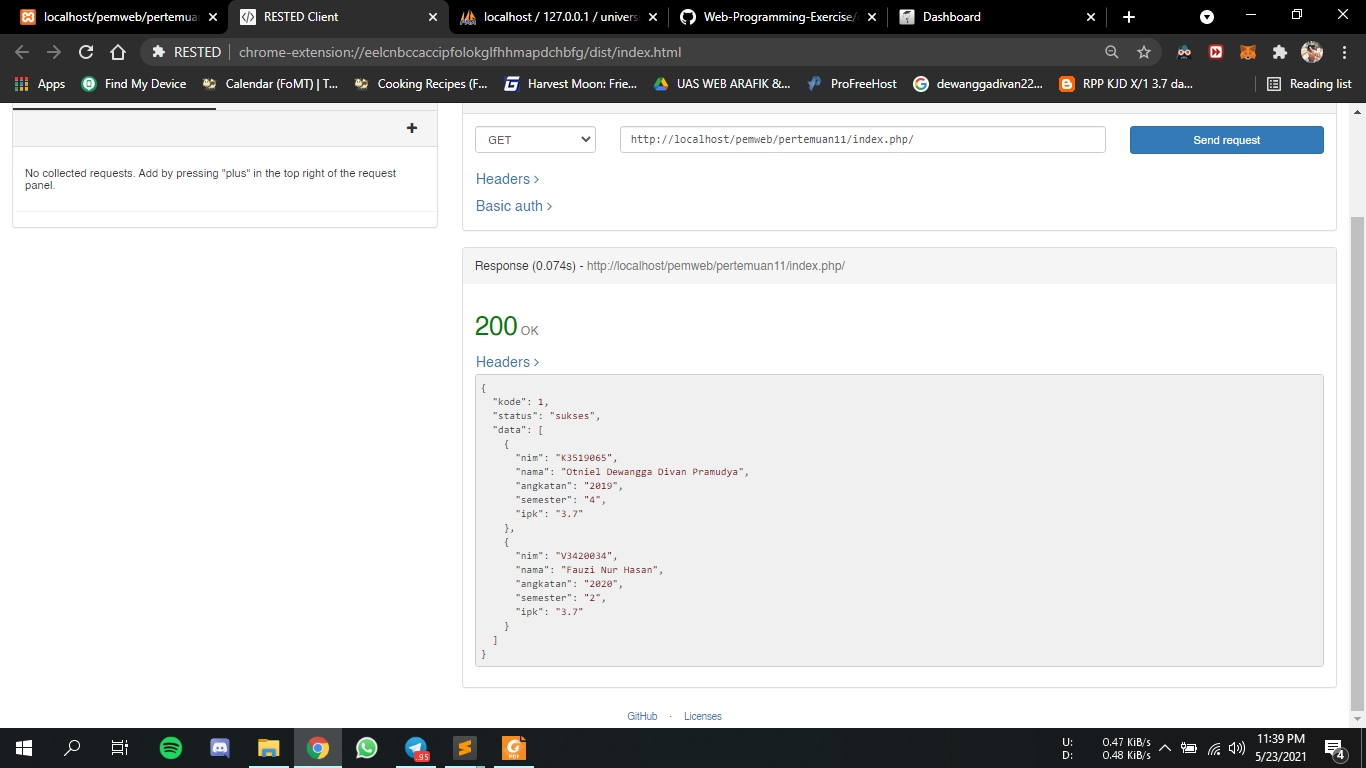 localhost/pemweb/pertemuan
RESTED Client
localhost / 127.0.0.1 / univers
Web-Programming-Exercise/
Dashboard
RESTED
chrome-extension://eelcnbccaccipfolokglfhhmapdchbfg/dist/index.html
Apps
Find My Device
Calendar (FoMT) | T...
Cooking Recipes (F...
Harvest Moon: Frie...
UAS WEB ARAFIK &...
ProFreeHost
dewanggadivan22...
RPP KJD X/1 3.7 da...
Reading list
No collected requests. Add by pressing "plus" in the top right of the request
panel.
GET
http://localhost/pemweb/pertemuan11/index.php/
Send request
Headers >
Basic auth >
Response (0.074s) - http://localhost/pemweb/pertemuan11/index.php/
200 OK
Headers >
{
"kode": 1,
"status": "sukses",
"data": [
{
"nim": "K3519065",
"nama": "Otniel Dewangga Divan Pramudya",
"angkatan": "2019",
"semester": "4",
"ipk": "3.7"
},
{
"nim": "V3420034",
"nama": "Fauzi Nur Hasan",
"angkatan": "2020",
"semester": "2",
"ipk": "3.7"
}
]
}
GitHub · Licenses
95
PDF
U: 0.47 KiB/s
D: 0.48 KiB/s
11:39 PM
5/23/2021
4